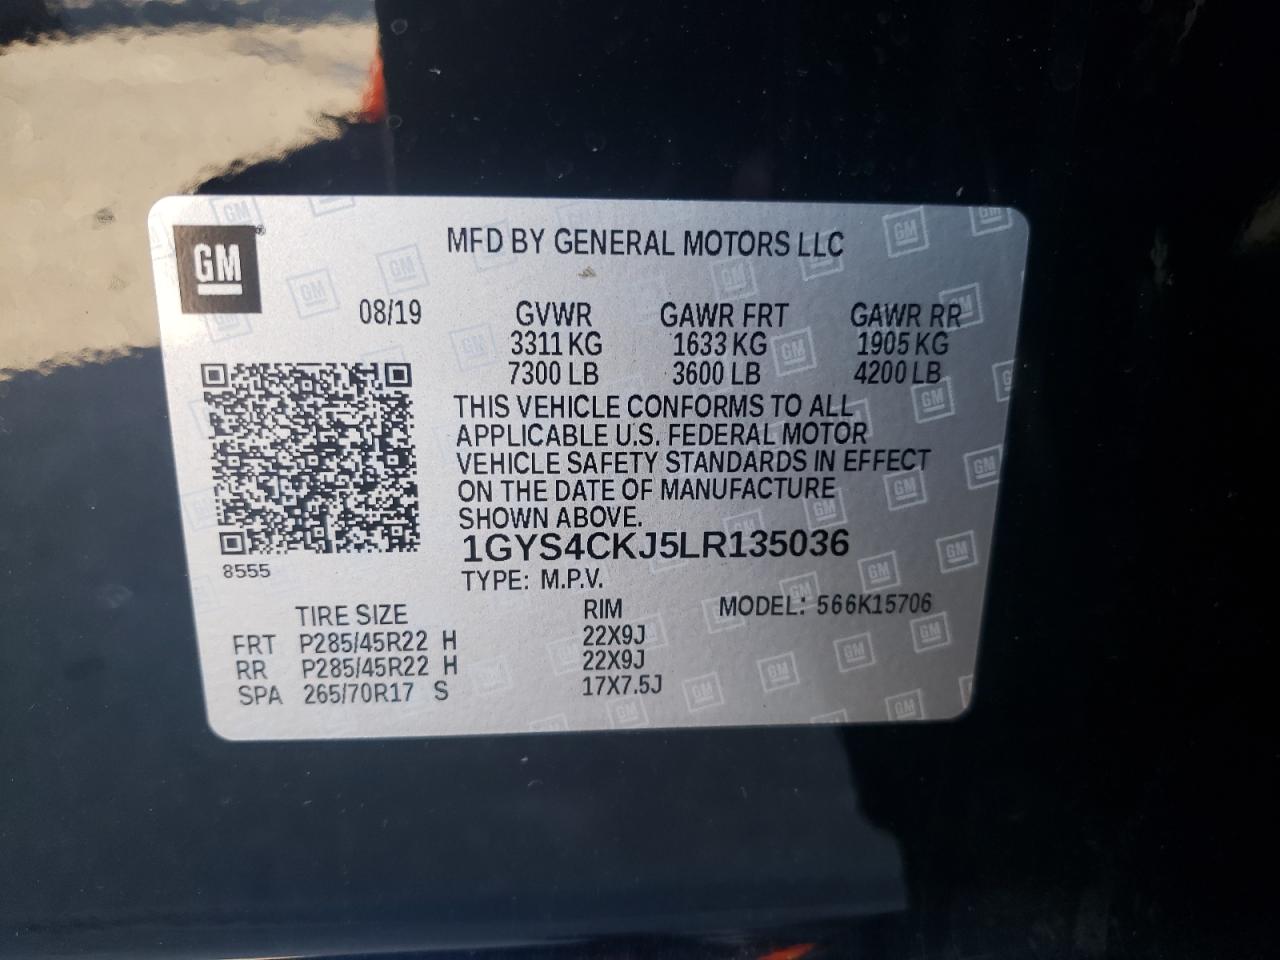 GM
MFD BY GENERAL MOTORS LLC
08/19 GVWR GAWR FRT GAWR RR
3311 KG 1633 KG 1905 KG
7300 LB 3600 LB 4200 LB
THIS VEHICLE CONFORMS TO ALL
APPLICABLE U.S. FEDERAL MOTOR
VEHICLE SAFETY STANDARDS IN EFFECT
ON THE DATE OF MANUFACTURE
SHOWN ABOVE.
1GYS4CKJ5LR135036
8555
TYPE: M.P.V.
TIRE SIZE RIM MODEL: 566K15706
FRT P285/45R22 H 22X9J
RR P285/45R22 H 22X9J
SPA 265/70R17 S 17X7.5J